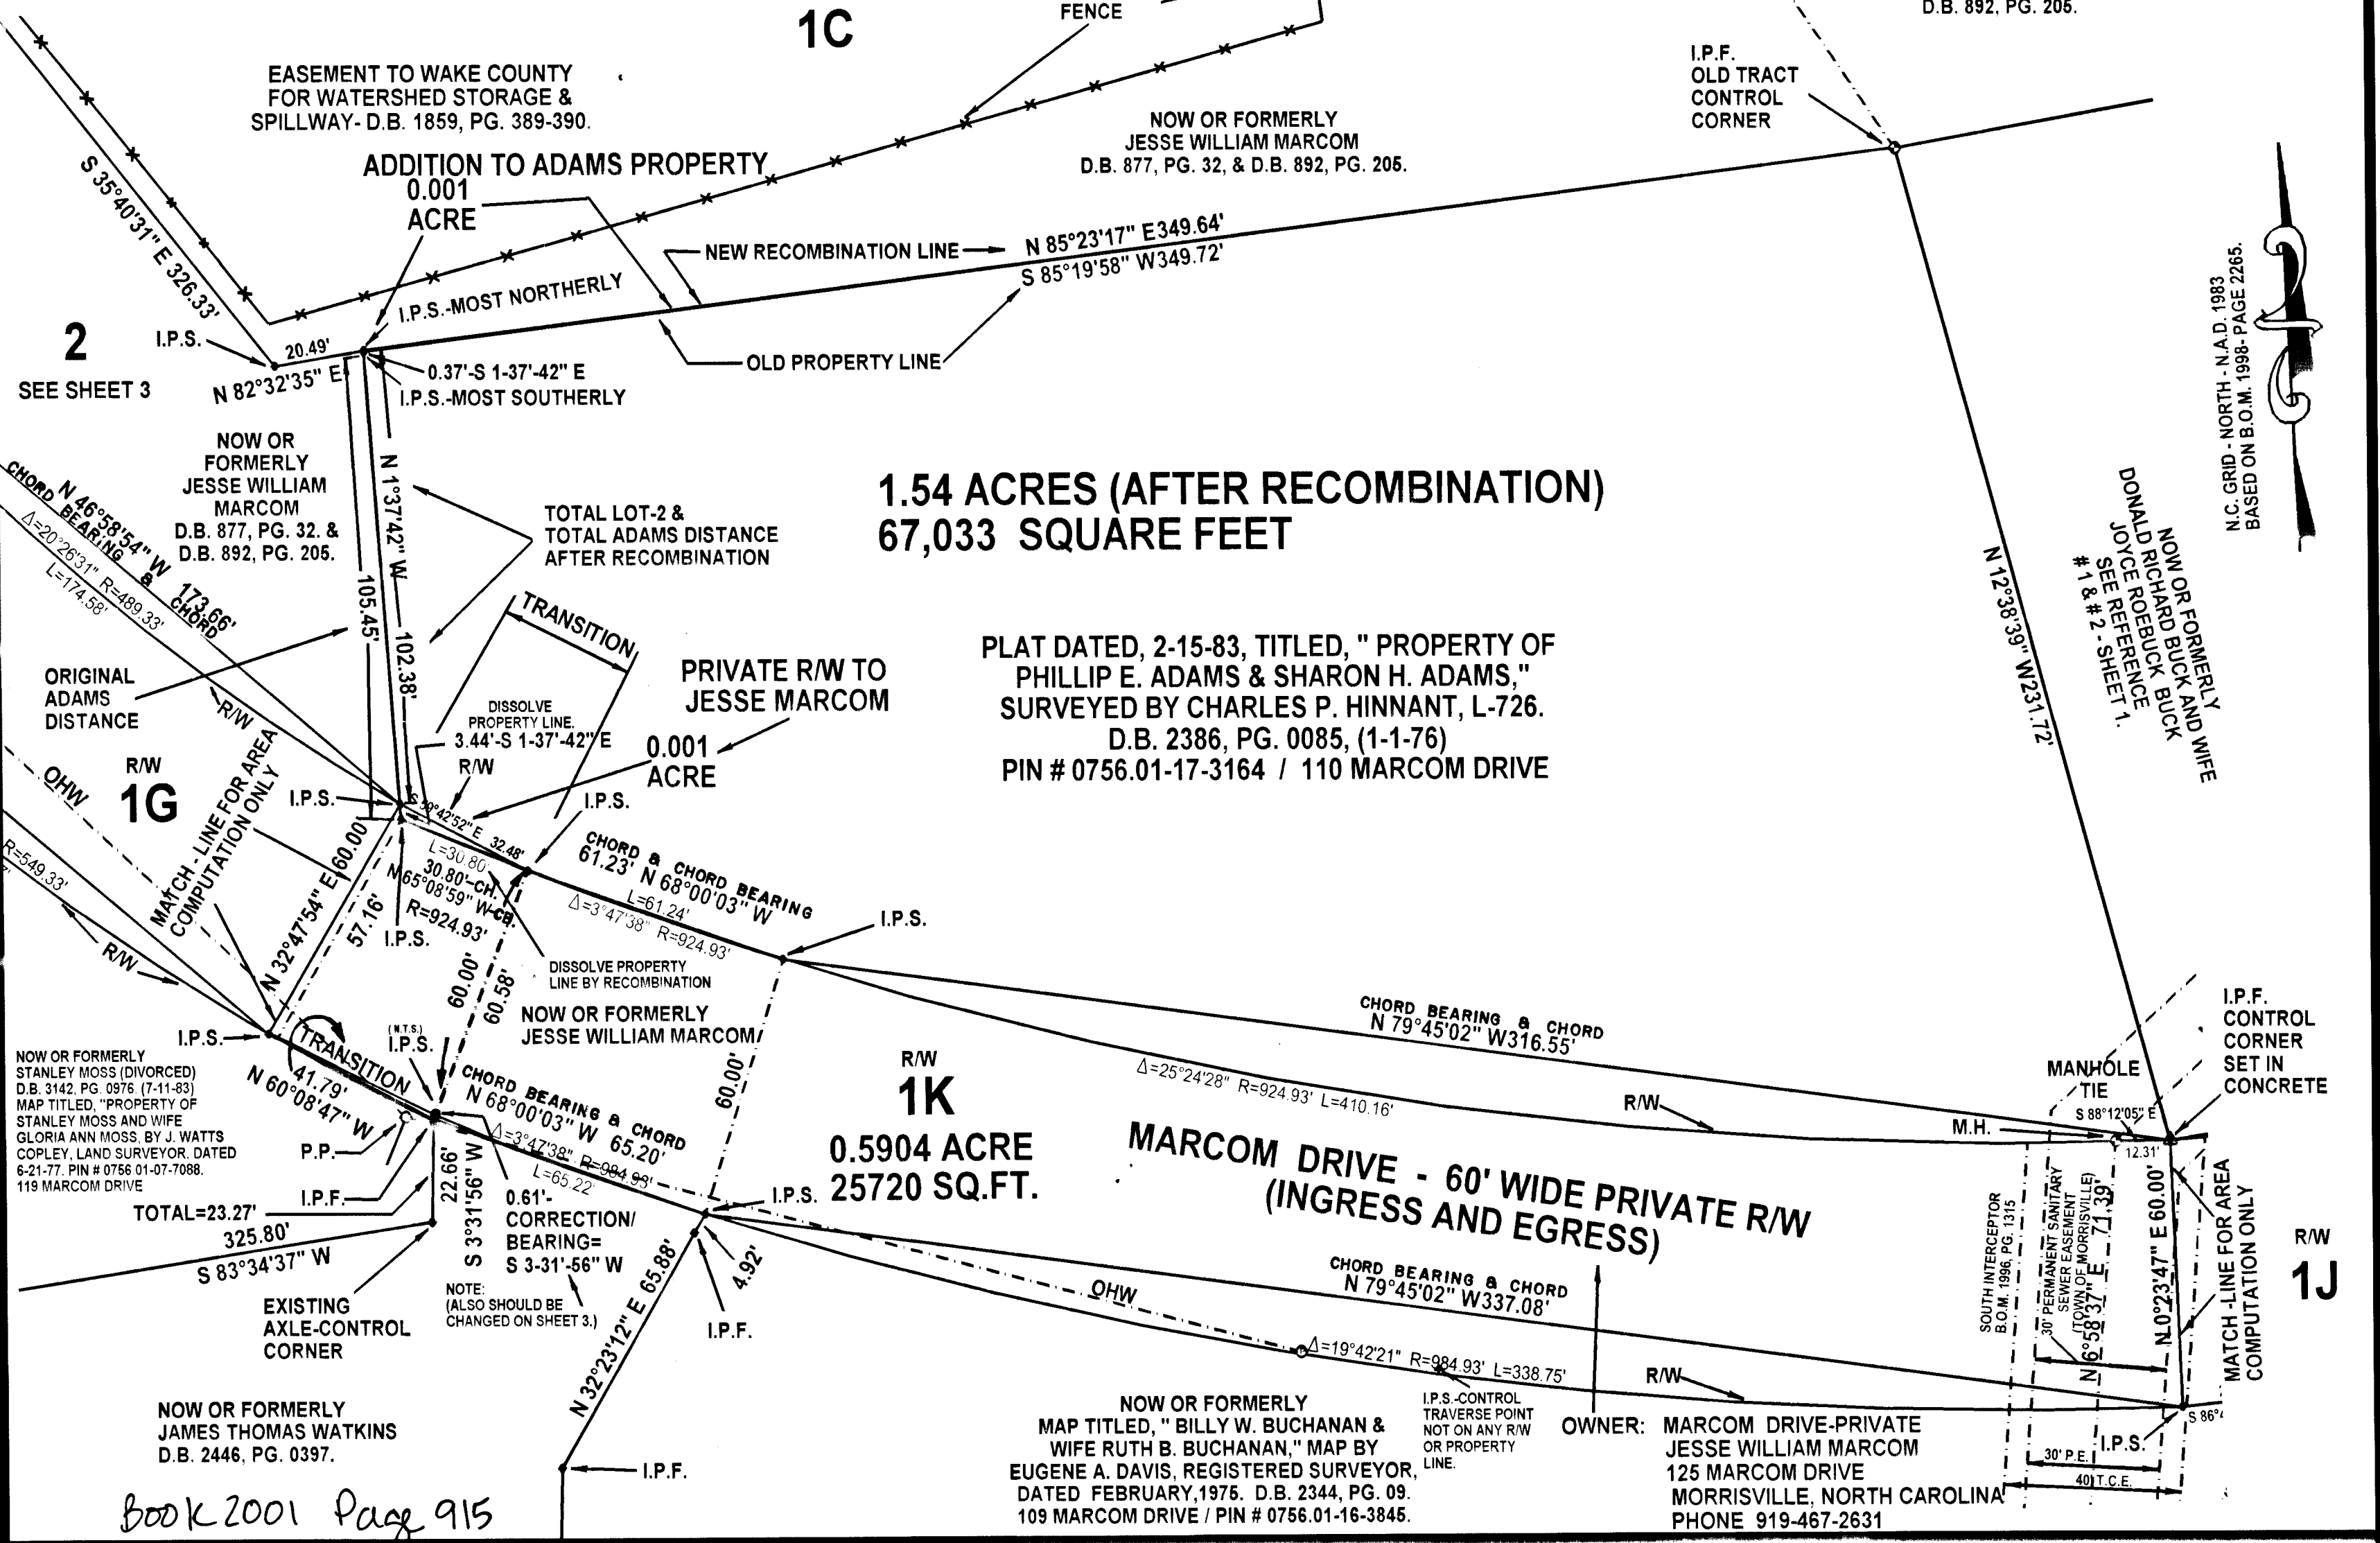 1C
FENCE
D.B. 892, PG. 205.
EASEMENT TO WAKE COUNTY
FOR WATERSHED STORAGE &
SPILLWAY- D.B. 1859, PG. 389-390.
I.P.F.
OLD TRACT
CONTROL
CORNER
NOW OR FORMERLY
JESSE WILLIAM MARCOM
D.B. 877, PG. 32, & D.B. 892, PG. 205.
ADDITION TO ADAMS PROPERTY
0.001
ACRE
S 35°40'31" E 326.33'
NEW RECOMBINATION LINE
N 85°23'17" E349.64'
S 85°19'58" W349.72'
I.P.S.-MOST NORTHERLY
OLD PROPERTY LINE
N.C. GRID - NORTH - N.A.D. 1983
BASED ON B.O.M. 1998- PAGE 2265.
2
SEE SHEET 3
I.P.S.
20.49'
N 82°32'35" E
0.37'-S 1-37'-42" E
I.P.S.-MOST SOUTHERLY
NOW OR
FORMERLY
JESSE WILLIAM
MARCOM
D.B. 877, PG. 32. &
D.B. 892, PG. 205.
N 1°37'42" W
102.38'
105.45'
TOTAL LOT-2 &
TOTAL ADAMS DISTANCE
AFTER RECOMBINATION
1.54 ACRES (AFTER RECOMBINATION)
67,033 SQUARE FEET
N 12°38'39" W231.72'
NOW OR FORMERLY
DONALD RICHARD BUCK AND WIFE
JOYCE ROEBUCK BUCK
SEE REFERENCE
#1 & #2 - SHEET 1.
N 46°58'54" W 173.66'
CHORD BEARING & CHORD
Δ=20°26'31" R=489.33'
L=174.58'
ORIGINAL
ADAMS
DISTANCE
R/W
TRANSITION
PRIVATE R/W TO
JESSE MARCOM
0.001
ACRE
DISSOLVE
PROPERTY LINE.
3.44'-S 1-37'-42" E
R/W
PLAT DATED, 2-15-83, TITLED, " PROPERTY OF
PHILLIP E. ADAMS & SHARON H. ADAMS,"
SURVEYED BY CHARLES P. HINNANT, L-726.
D.B. 2386, PG. 0085, (1-1-76)
PIN # 0756.01-17-3164 / 110 MARCOM DRIVE
R/W
1G
OHW
MATCH - LINE FOR AREA
COMPUTATION ONLY
I.P.S.
I.P.S.
S 59°42'52" E 32.48'
L=30.80'
30.80'-CH.
N 65°08'59" W-CB.
R=924.93'
I.P.S.
CHORD & CHORD BEARING
61.23' N 68°00'03" W
L=61.24'
Δ=3°47'38" R=924.93'
I.P.S.
R=549.33'
R/W
N 32°47'54" E 60.00'
57.16'
60.00'
60.58'
DISSOLVE PROPERTY
LINE BY RECOMBINATION
NOW OR FORMERLY
JESSE WILLIAM MARCOM
60.00'
R/W
1K
0.5904 ACRE
25720 SQ.FT.
CHORD BEARING & CHORD
N 79°45'02" W316.55'
Δ=25°24'28" R=924.93' L=410.16'
R/W
MARCOM DRIVE - 60' WIDE PRIVATE R/W
(INGRESS AND EGRESS)
I.P.F.
CONTROL
CORNER
SET IN
CONCRETE
MANHOLE
TIE
S 88°12'05" E
M.H.
12.31'
I.P.S.
TRANSITION
41.79'
N 60°08'47" W
(N.T.S.)
I.P.S.
NOW OR FORMERLY
STANLEY MOSS (DIVORCED)
D.B. 3142, PG. 0976, (7-11-83)
MAP TITLED, "PROPERTY OF
STANLEY MOSS AND WIFE
GLORIA ANN MOSS, BY J. WATTS
COPLEY, LAND SURVEYOR, DATED
6-21-77. PIN # 0756 01-07-7088.
119 MARCOM DRIVE
P.P.
I.P.F.
TOTAL=23.27'
325.80'
S 83°34'37" W
22.66'
S 3°31'56" W
CHORD BEARING & CHORD
N 68°00'03" W 65.20'
Δ=3°47'38" R=984.93'
L=65.22'
I.P.S.
0.61'-
CORRECTION/
BEARING=
S 3-31'-56" W
NOTE:
(ALSO SHOULD BE
CHANGED ON SHEET 3.)
EXISTING
AXLE-CONTROL
CORNER
N 32°23'12" E 65.88'
4.92'
I.P.F.
I.P.F.
OHW
CHORD BEARING & CHORD
N 79°45'02" W337.08'
Δ=19°42'21" R=984.93' L=338.75'
R/W
SOUTH INTERCEPTOR
B.O.M. 1996, PG. 1315
30' PERMANENT SANITARY
SEWER EASEMENT
(TOWN OF MORRISVILLE)
N 6°58'37" E 71.39'
N 0°23'47" E 60.00'
MATCH-LINE FOR AREA
COMPUTATION ONLY
R/W
1J
S 86°
I.P.S.
30' P.E.
40' T.C.E.
NOW OR FORMERLY
JAMES THOMAS WATKINS
D.B. 2446, PG. 0397.
NOW OR FORMERLY
MAP TITLED, " BILLY W. BUCHANAN &
WIFE RUTH B. BUCHANAN," MAP BY
EUGENE A. DAVIS, REGISTERED SURVEYOR,
DATED FEBRUARY,1975. D.B. 2344, PG. 09.
109 MARCOM DRIVE / PIN # 0756.01-16-3845.
I.P.S.-CONTROL
TRAVERSE POINT
NOT ON ANY R/W
OR PROPERTY
LINE.
OWNER: MARCOM DRIVE-PRIVATE
JESSE WILLIAM MARCOM
125 MARCOM DRIVE
MORRISVILLE, NORTH CAROLINA
PHONE 919-467-2631
Book 2001 Page 915